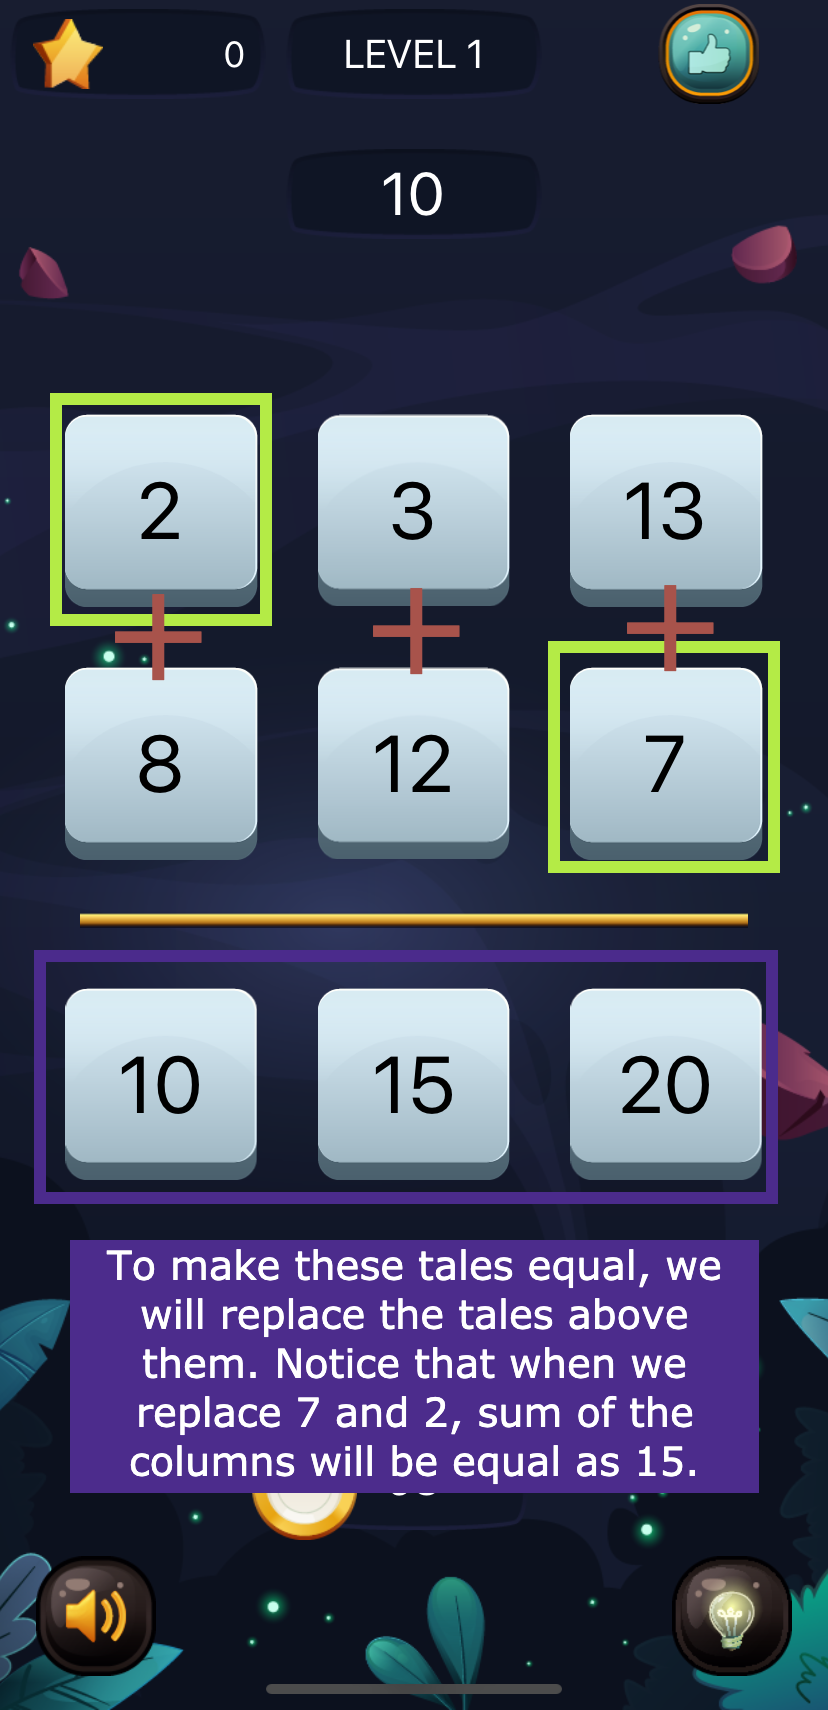 0 LEVEL 1
10
2 3 13
8 12 7
10 15 20
To make these tales equal, we
will replace the tales above
them. Notice that when we
replace 7 and 2, sum of the
columns will be equal as 15.